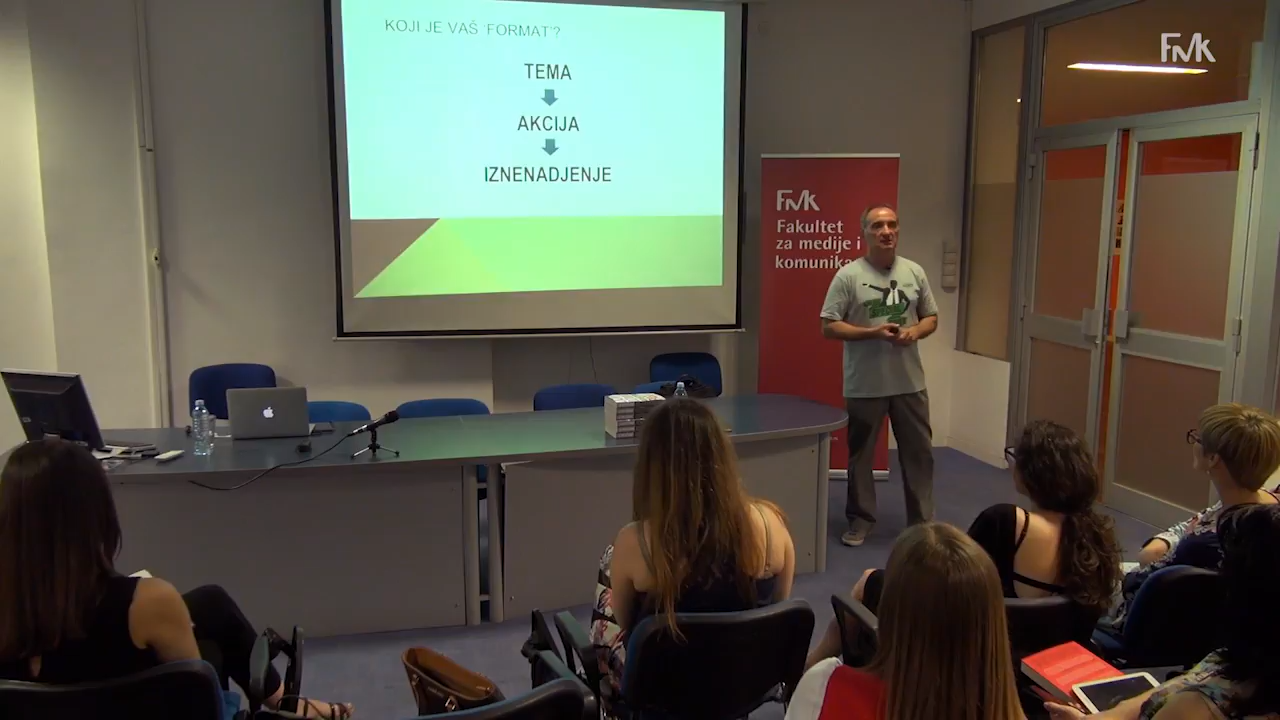 KOJI JE VAŠ 'FORMAT'?
TEMA
AKCIJA
IZNENADJENJE
FMK
FMK
Fakultet
za medije i
komunika